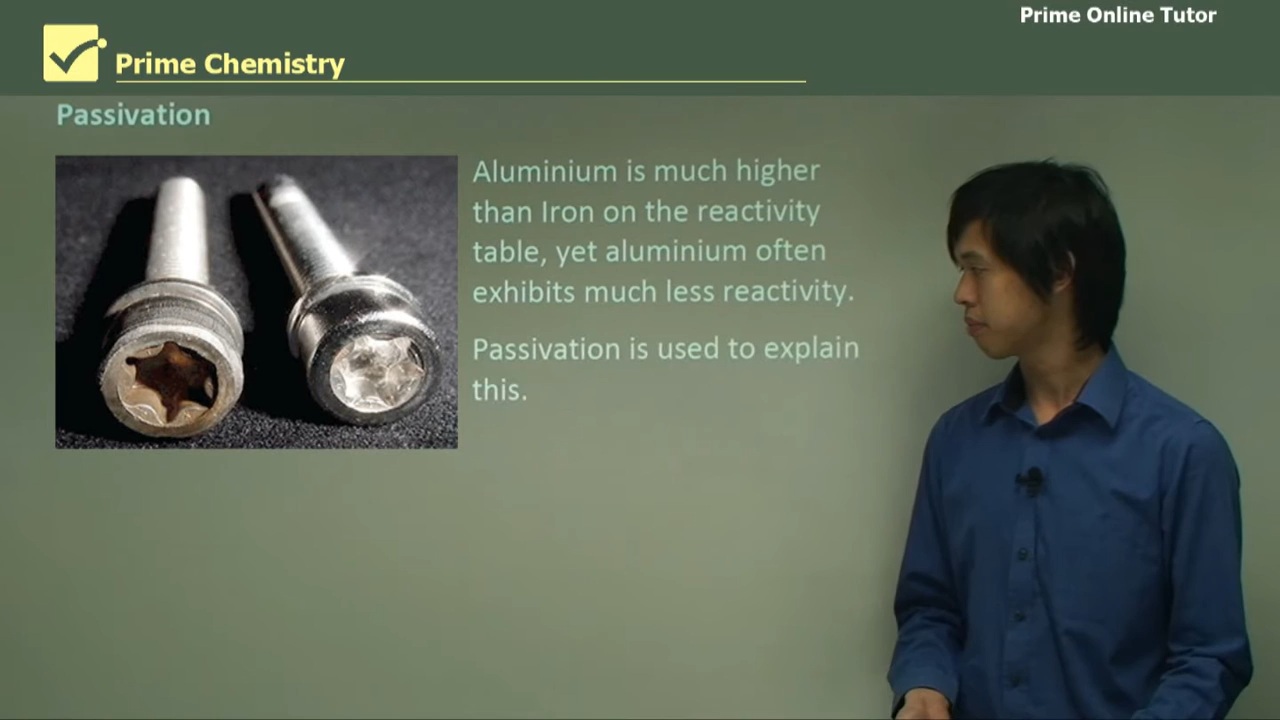 Prime Online Tutor
Prime Chemistry
Passivation
Aluminium is much higher
than Iron on the reactivity
table, yet aluminium often
exhibits much less reactivity.
Passivation is used to explain
this.